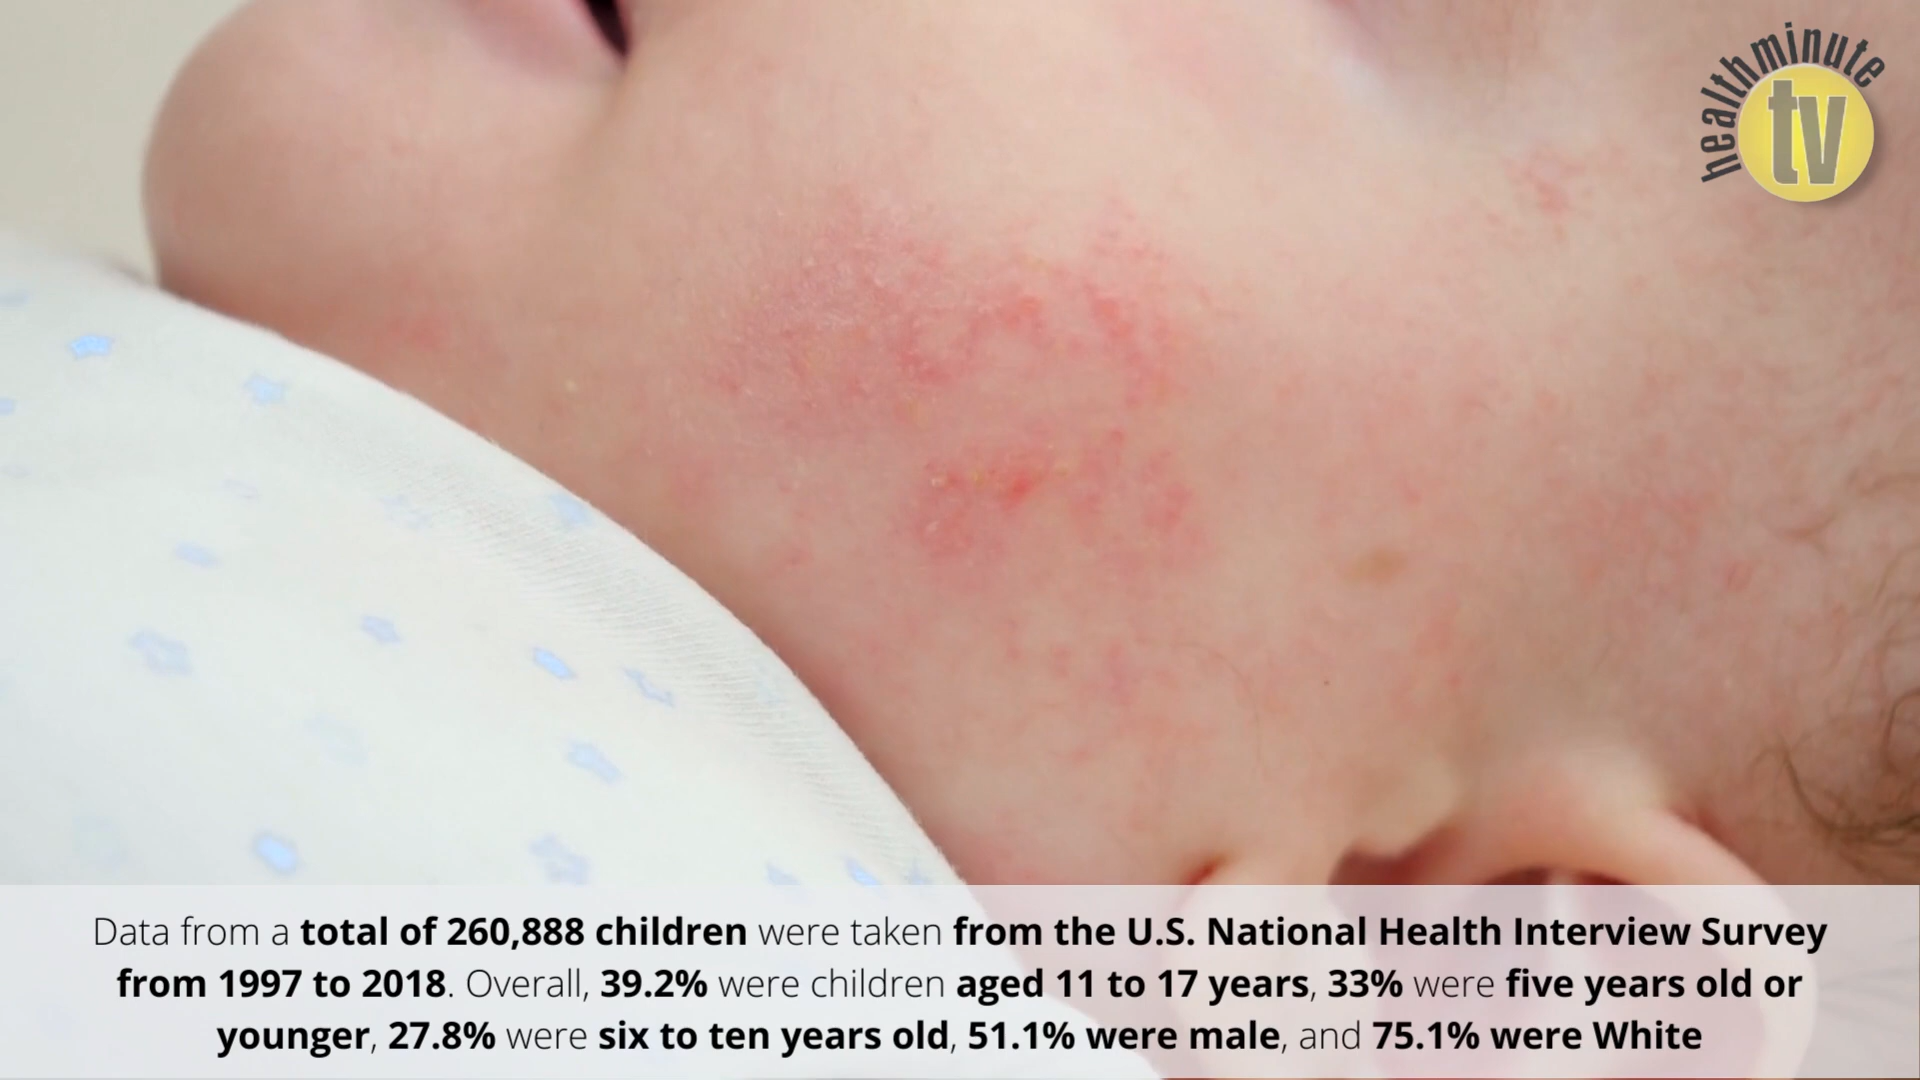 healthminute
tv
Data from a total of 260,888 children were taken from the U.S. National Health Interview Survey
from 1997 to 2018. Overall, 39.2% were children aged 11 to 17 years, 33% were five years old or
younger, 27.8% were six to ten years old, 51.1% were male, and 75.1% were White